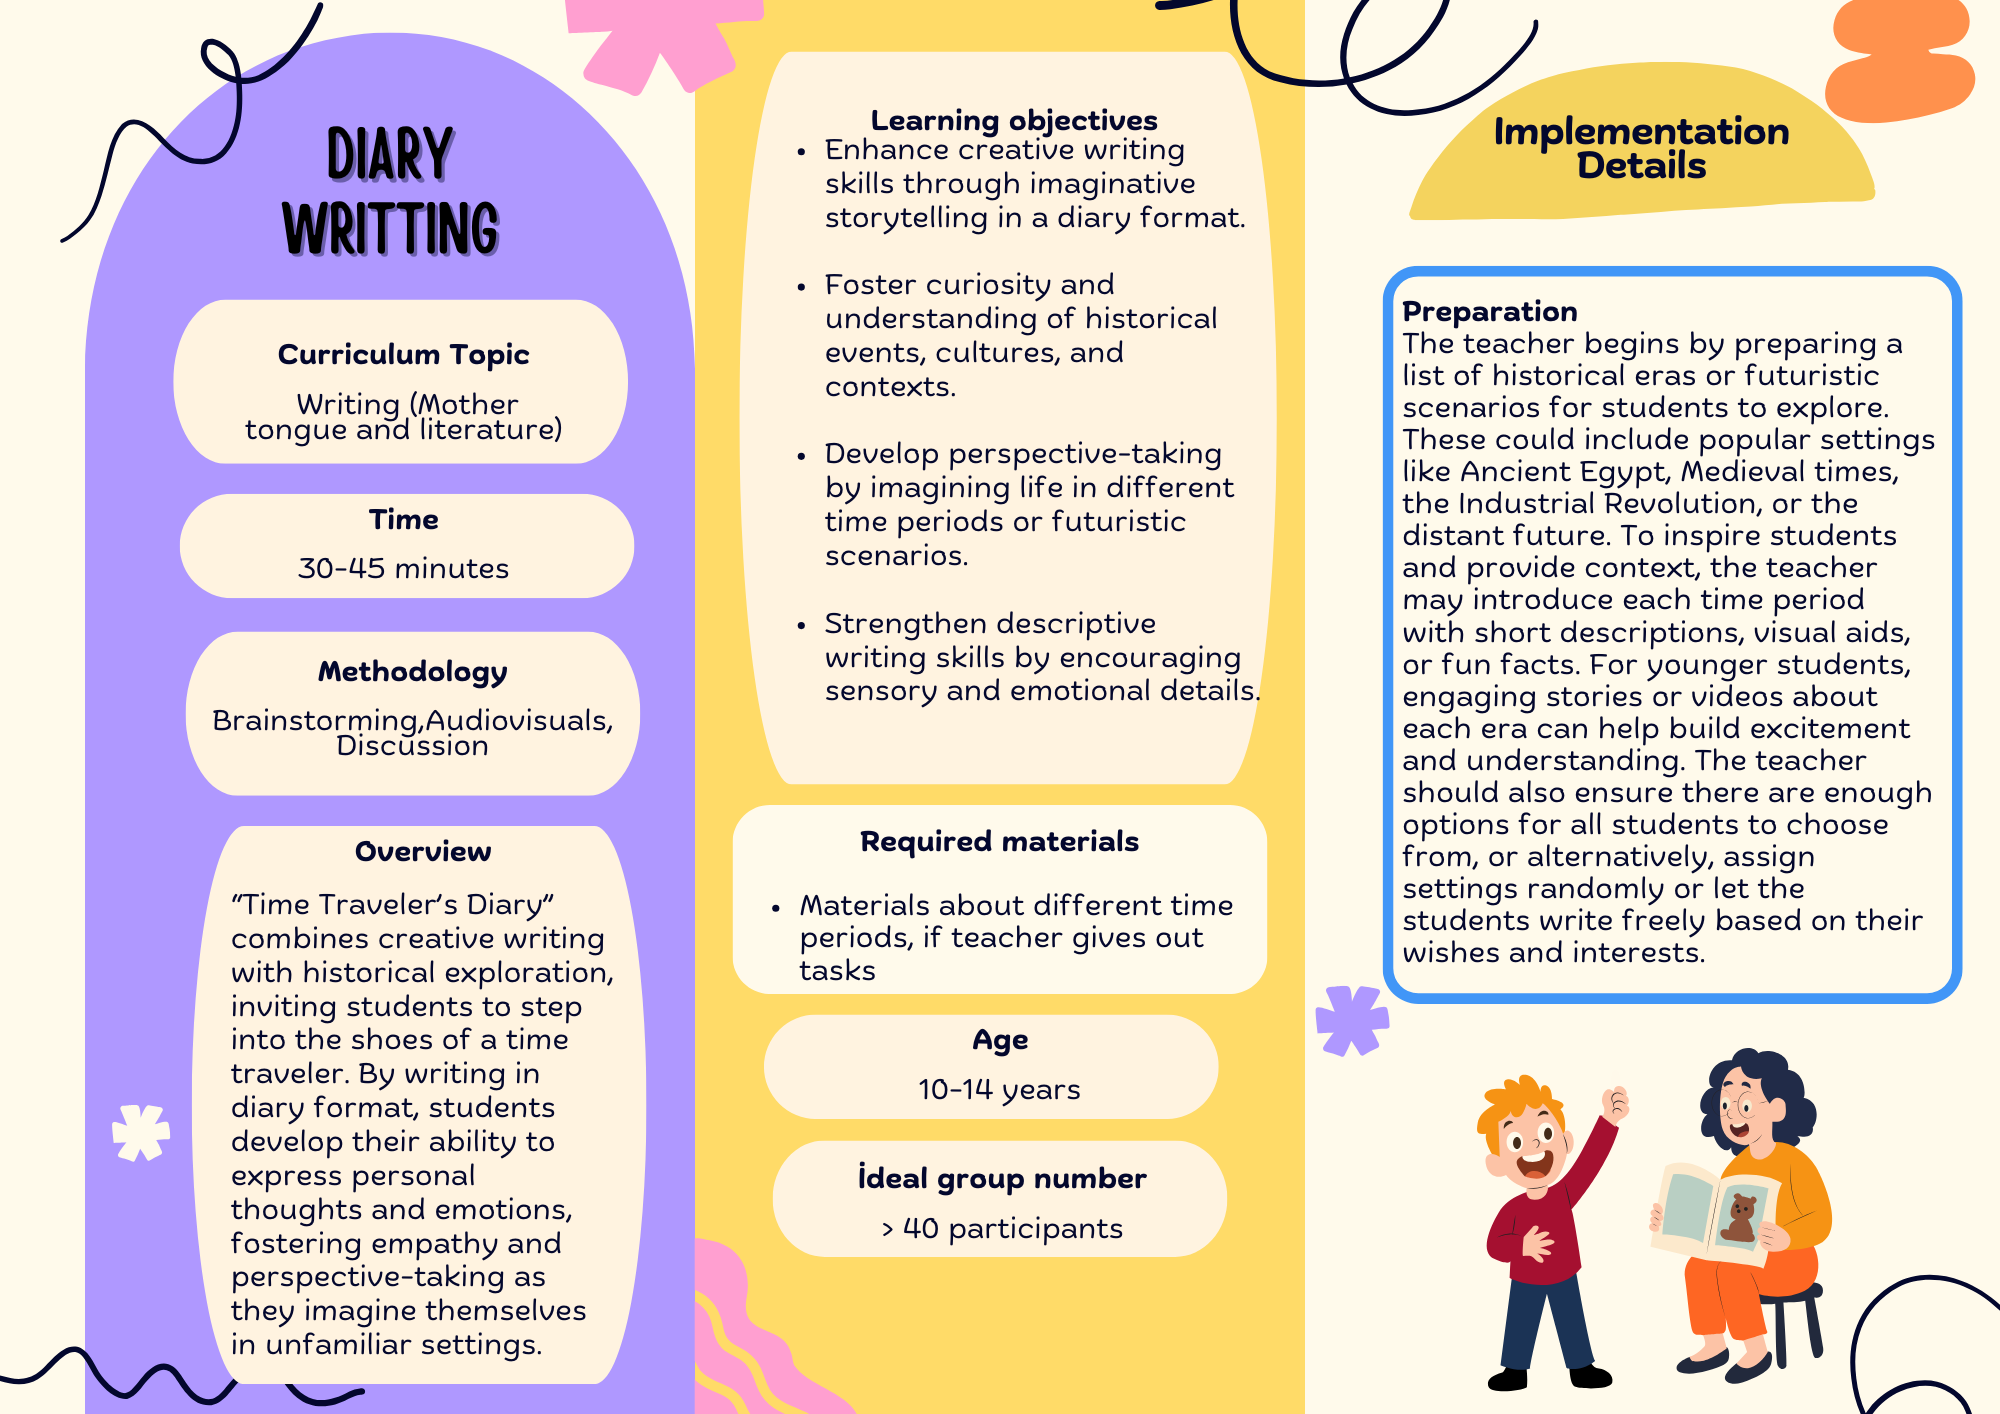 DIARY
WRITTING
Curriculum Topic
Writing (Mother
tongue and literature)
Time
30-45 minutes
Methodology
Brainstorming,Audiovisuals,
Discussion
Overview
“Time Traveler’s Diary”
combines creative writing
with historical exploration,
inviting students to step
into the shoes of a time
traveler. By writing in
diary format, students
develop their ability to
express personal
thoughts and emotions,
fostering empathy and
perspective-taking as
they imagine themselves
in unfamiliar settings.
Learning objectives
• Enhance creative writing
skills through imaginative
storytelling in a diary format.
• Foster curiosity and
understanding of historical
events, cultures, and
contexts.
• Develop perspective-taking
by imagining life in different
time periods or futuristic
scenarios.
• Strengthen descriptive
writing skills by encouraging
sensory and emotional details.
Required materials
• Materials about different time
periods, if teacher gives out
tasks
Age
10-14 years
İdeal group number
> 40 participants
Implementation
Details
Preparation
The teacher begins by preparing a
list of historical eras or futuristic
scenarios for students to explore.
These could include popular settings
like Ancient Egypt, Medieval times,
the Industrial Revolution, or the
distant future. To inspire students
and provide context, the teacher
may introduce each time period
with short descriptions, visual aids,
or fun facts. For younger students,
engaging stories or videos about
each era can help build excitement
and understanding. The teacher
should also ensure there are enough
options for all students to choose
from, or alternatively, assign
settings randomly or let the
students write freely based on their
wishes and interests.